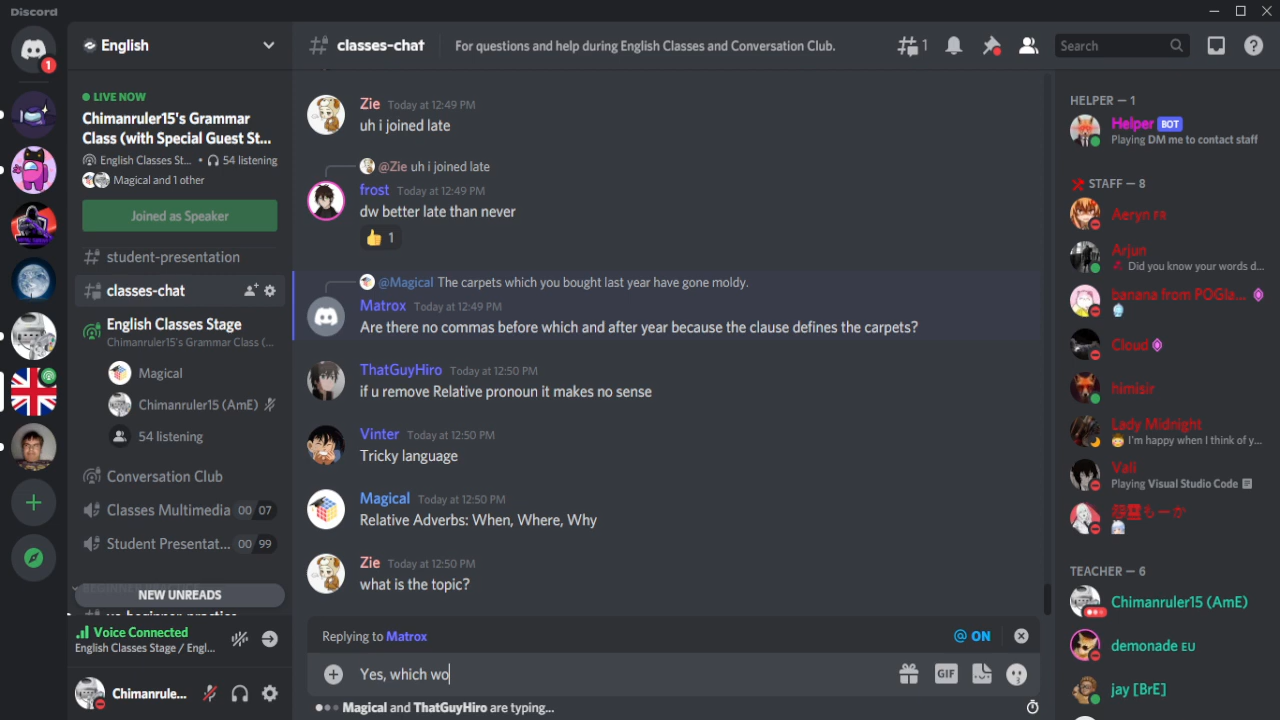 Discord
1
English
LIVE NOW
Chimanruler15's Grammar
Class (with Special Guest St...
English Classes St... • 54 listening
Magical and 1 other
Joined as Speaker
student-presentation
classes-chat
English Classes Stage
Chimanruler15's Grammar Class (...
Magical
Chimanruler15 (AmE)
54 listening
Conversation Club
Classes Multimedia 00 07
Student Presentat... 00 99
NEW UNREADS
Voice Connected
English Classes Stage / Engl...
Chimanrule...
classes-chat
For questions and help during English Classes and Conversation Club.
1
Search
Zie Today at 12:49 PM
uh i joined late
@Zie uh i joined late
frost Today at 12:49 PM
dw better late than never
👍 1
@Magical The carpets which you bought last year have gone moldy.
Matrox Today at 12:49 PM
Are there no commas before which and after year because the clause defines the carpets?
ThatGuyHiro Today at 12:50 PM
if u remove Relative pronoun it makes no sense
Vinter Today at 12:50 PM
Tricky language
Magical Today at 12:50 PM
Relative Adverbs: When, Where, Why
Zie Today at 12:50 PM
what is the topic?
Replying to Matrox
@ ON
Yes, which wo
GIF
Magical and ThatGuyHiro are typing...
HELPER — 1
Helper BOT
Playing DM me to contact staff
STAFF — 8
Aeryn FR
Arjun
Did you know your words d...
banana from POGla...
Cloud
himisir
Lady Midnight
I'm happy when I think of y...
Vali
Playing Visual Studio Code
TEACHER — 6
Chimanruler15 (AmE)
demonade EU
jay [BrE]